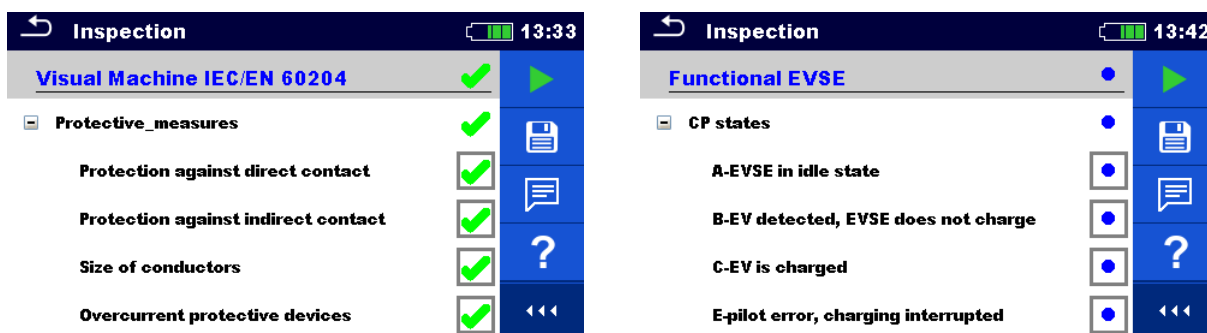 Inspection 13:33
Visual Machine IEC/EN 60204
Protective_measures
Protection against direct contact
Protection against indirect contact
Size of conductors
Overcurrent protective devices
?
Inspection 13:42
Functional EVSE
CP states
A-EVSE in idle state
B-EV detected, EVSE does not charge
C-EV is charged
E-pilot error, charging interrupted
?